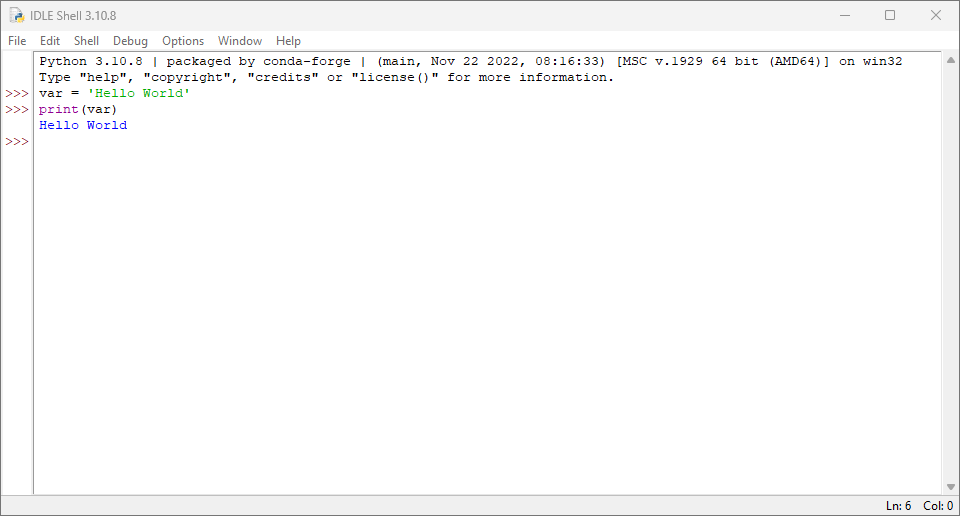 IDLE Shell 3.10.8
File Edit Shell Debug Options Window Help
Python 3.10.8 | packaged by conda-forge | (main, Nov 22 2022, 08:16:33) [MSC v.1929 64 bit (AMD64)] on win32
Type "help", "copyright", "credits" or "license()" for more information.
>>> var = 'Hello World'
>>> print(var)
Hello World
>>>
Ln: 6 Col: 0